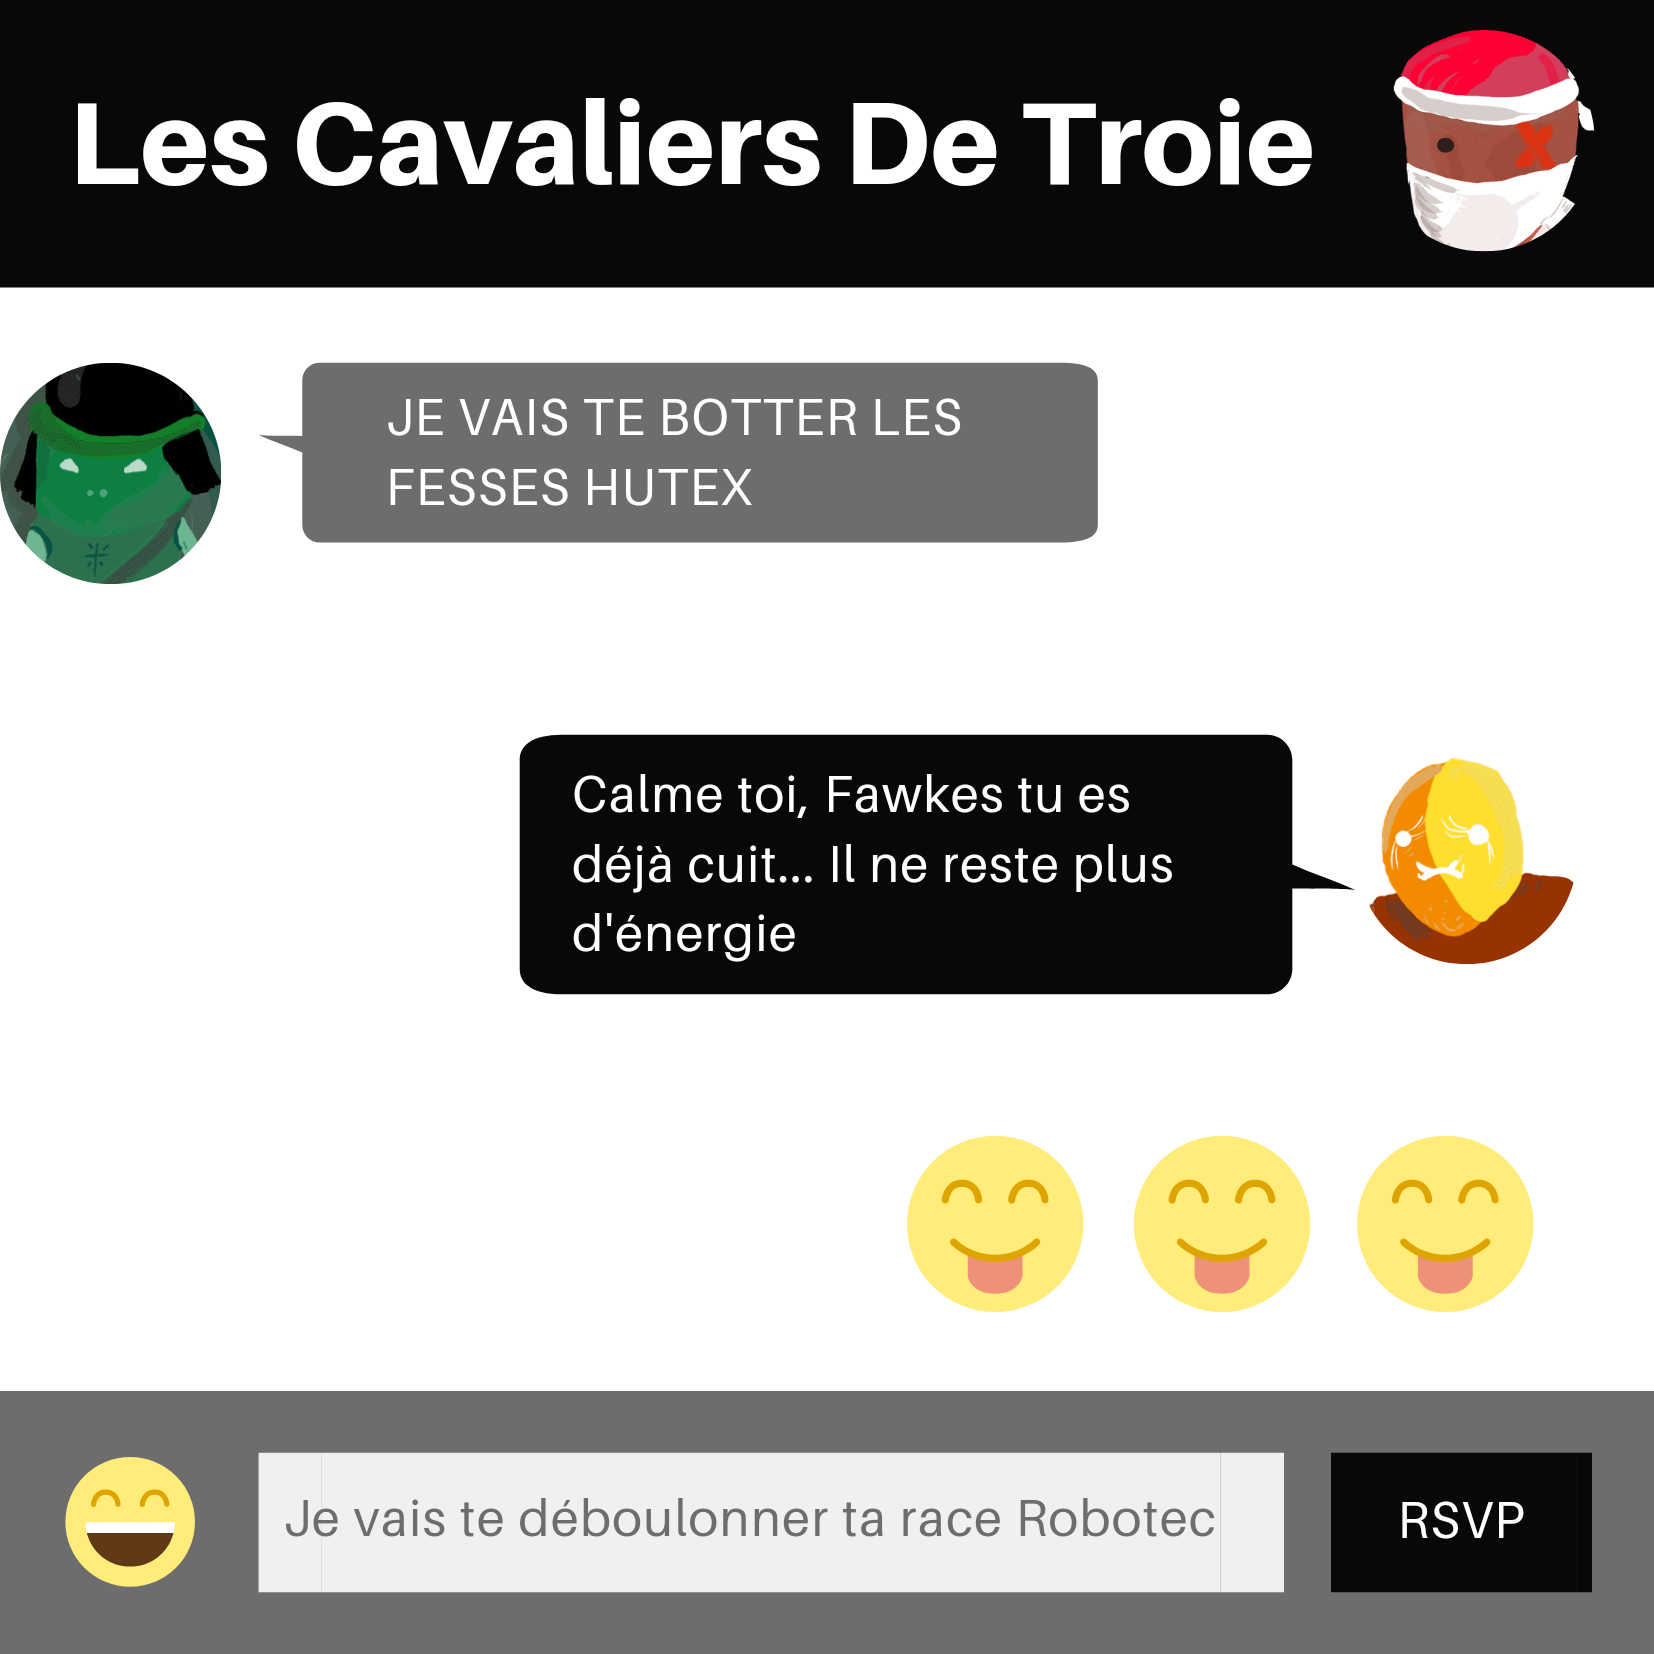 Les Cavaliers De Troie
JE VAIS TE BOTTER LES
FESSES HUTEX
Calme toi, Fawkes tu es
déjà cuit... Il ne reste plus
d'énergie
Je vais te déboulonner ta race Robotec
RSVP